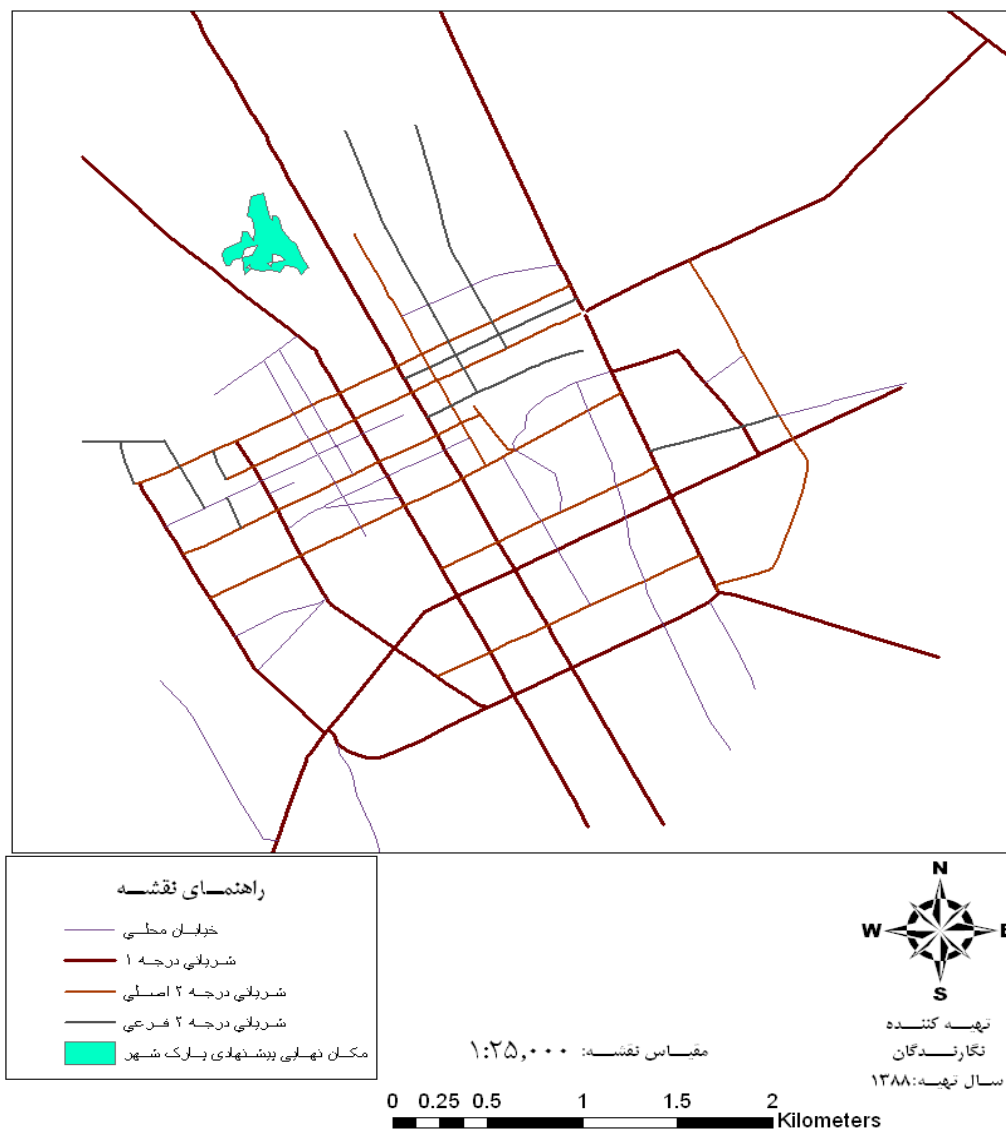 راهنمای نقشه
خیابان محلی
شریانی درجه ۱
شریانی درجه ۲ اصلی
شریانی درجه ۲ فرعی
مکان نهایی پیشنهادی پارک شهر
N
W
E
S
تهیه کننده
نگارندگان
سال تهیه:۱۳۸۸
مقیاس نقشه: ۱:۲۵,۰۰۰
0 0.25 0.5 1 1.5 2
Kilometers